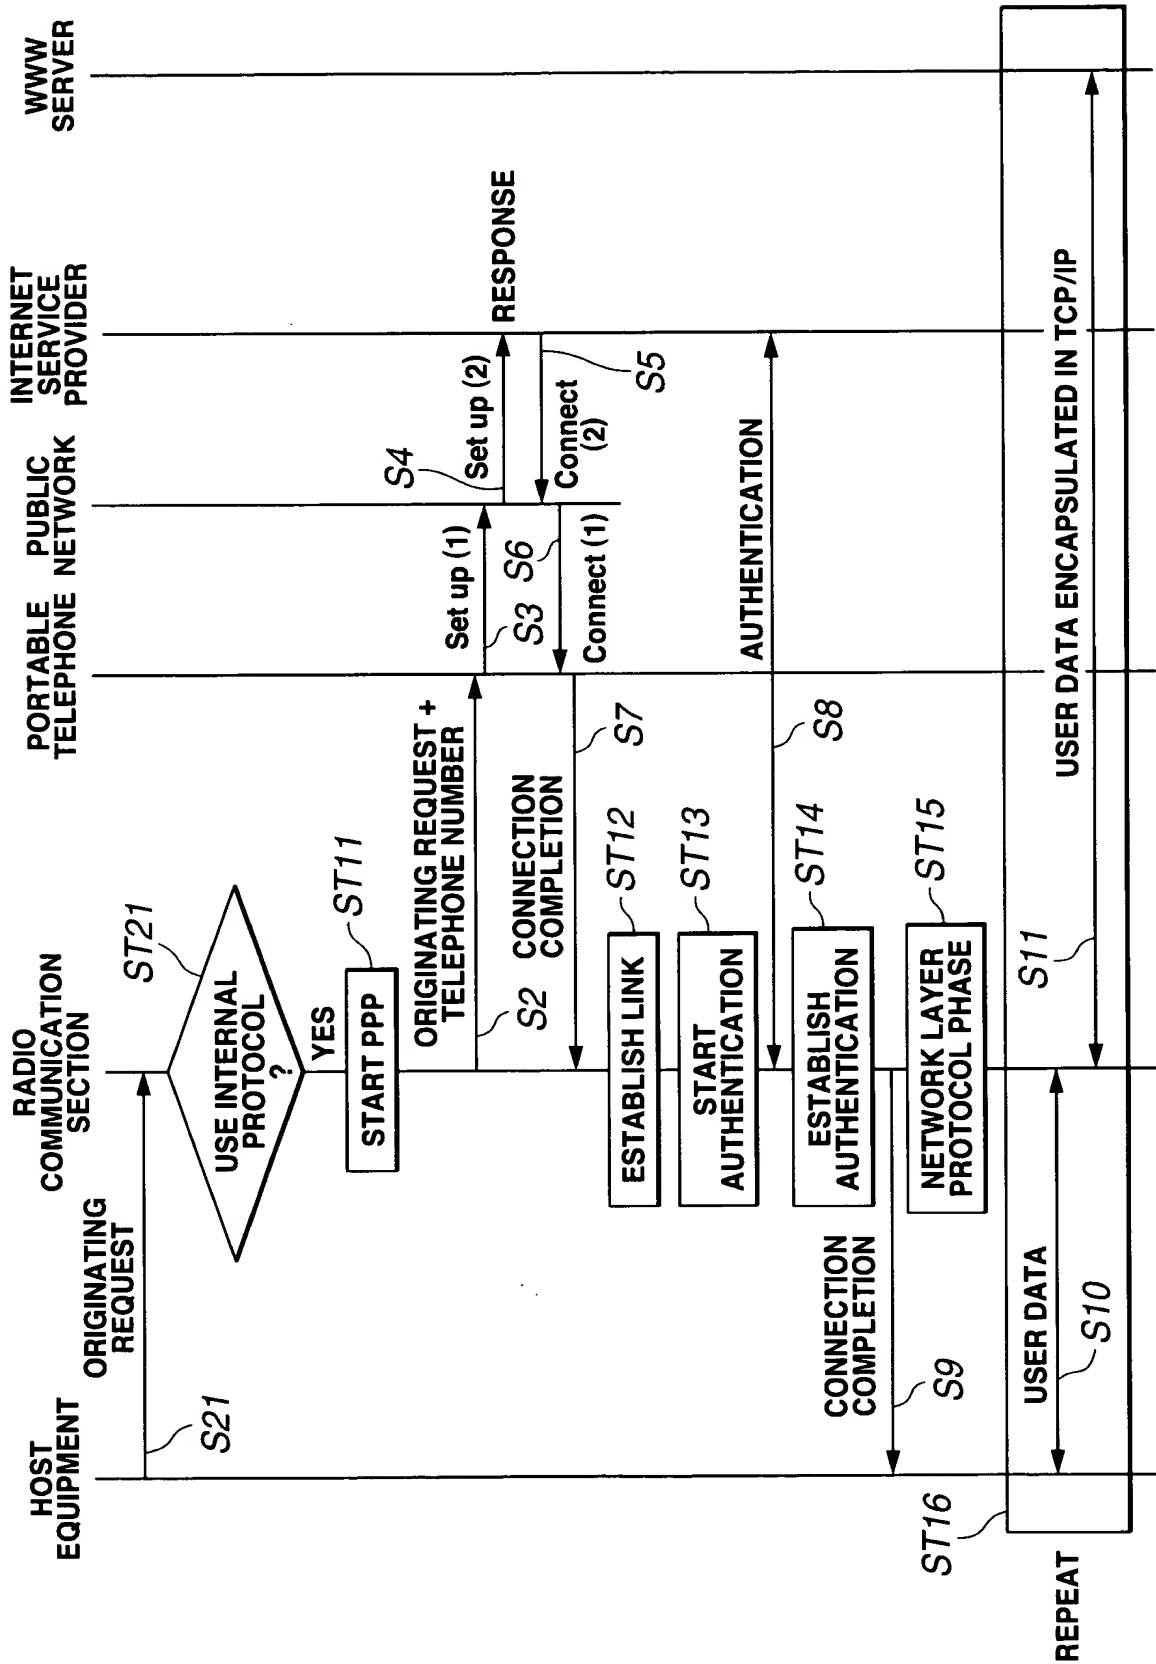 HOST
EQUIPMENT
RADIO
COMMUNICATION
SECTION
PORTABLE
TELEPHONE
PUBLIC
NETWORK
INTERNET
SERVICE
PROVIDER
WWW
SERVER
ORIGINATING
REQUEST
S21
ST21
USE INTERNAL
PROTOCOL
?
YES
START PPP
ST11
ORIGINATING REQUEST +
TELEPHONE NUMBER
S2
Set up (1)
S3
S4
Set up (2)
RESPONSE
S5
Connect
(2)
S6
Connect (1)
CONNECTION
COMPLETION
S7
ESTABLISH LINK
ST12
START
AUTHENTICATION
ST13
AUTHENTICATION
S8
ESTABLISH
AUTHENTICATION
ST14
CONNECTION
COMPLETION
S9
NETWORK LAYER
PROTOCOL PHASE
ST15
ST16
REPEAT
USER DATA
S10
S11
USER DATA ENCAPSULATED IN TCP/IP